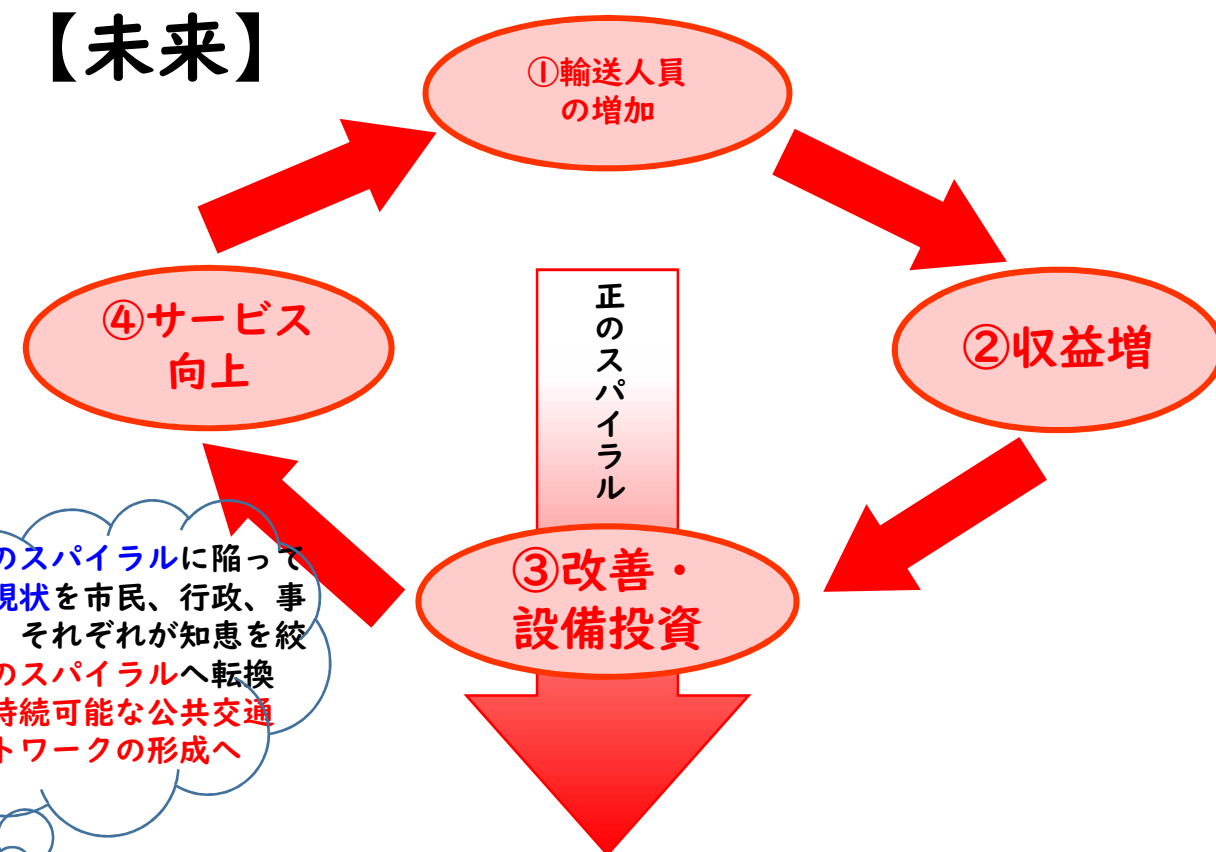 【未来】
①輸送人員
の増加
②収益増
③改善・
設備投資
④サービス
向上
正のスパイラル
のスパイラルに陥って
現状を市民、行政、事
それぞれが知恵を絞
のスパイラルへ転換
持続可能な公共交通
トワークの形成へ